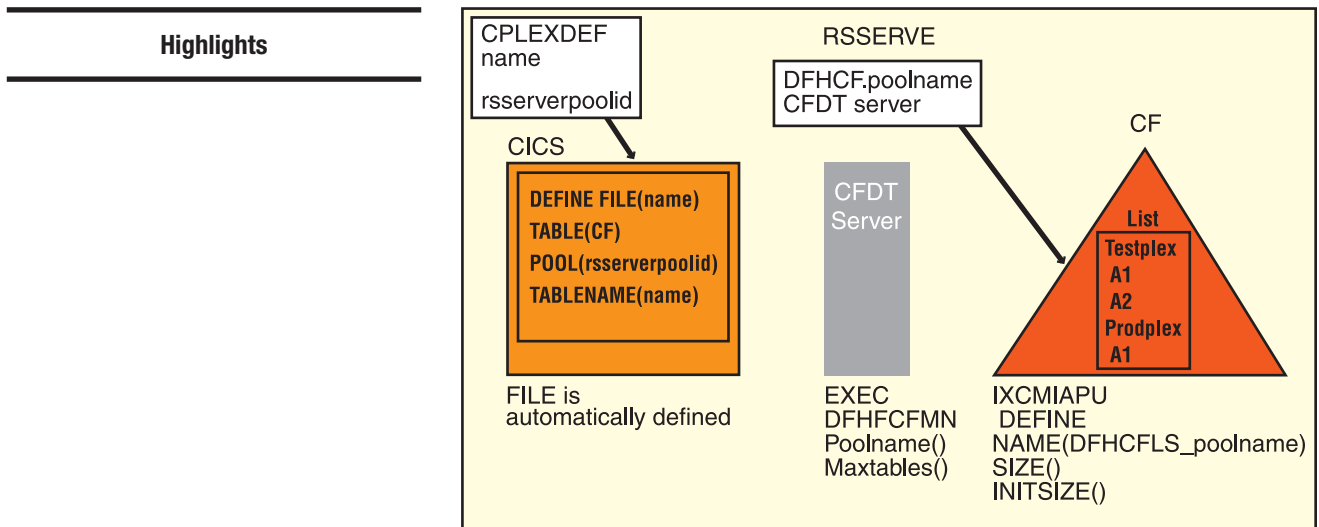 Highlights
CPLEXDEF
name
rsserverpoolid
RSSERVE
DFHCF.poolname
CFDT server
CICS
DEFINE FILE(name)
TABLE(CF)
POOL(rsserverpoolid)
TABLENAME(name)
FILE is
automatically defined
CFDT
Server
EXEC
DFHFCFMN
Poolname()
Maxtables()
CF
List
Testplex
A1
A2
Prodplex
A1
IXCMIAPU
DEFINE
NAME(DFHCFLS_poolname)
SIZE()
INITSIZE()